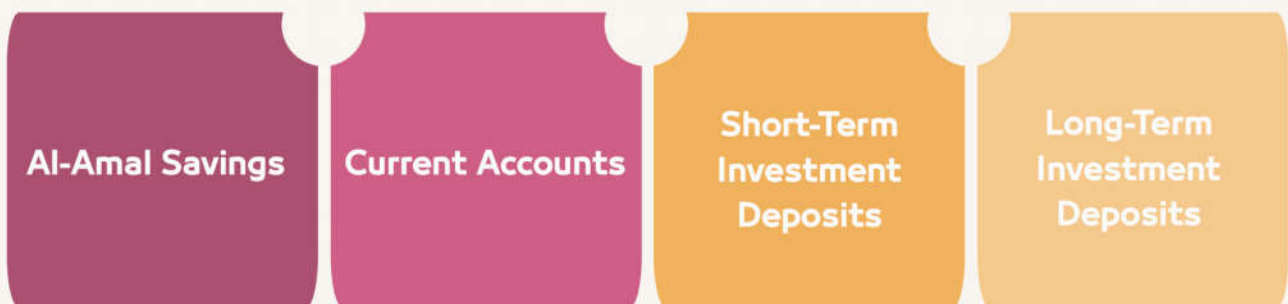 Al-Amal Savings
Current Accounts
Short-Term
Investment
Deposits
Long-Term
Investment
Deposits